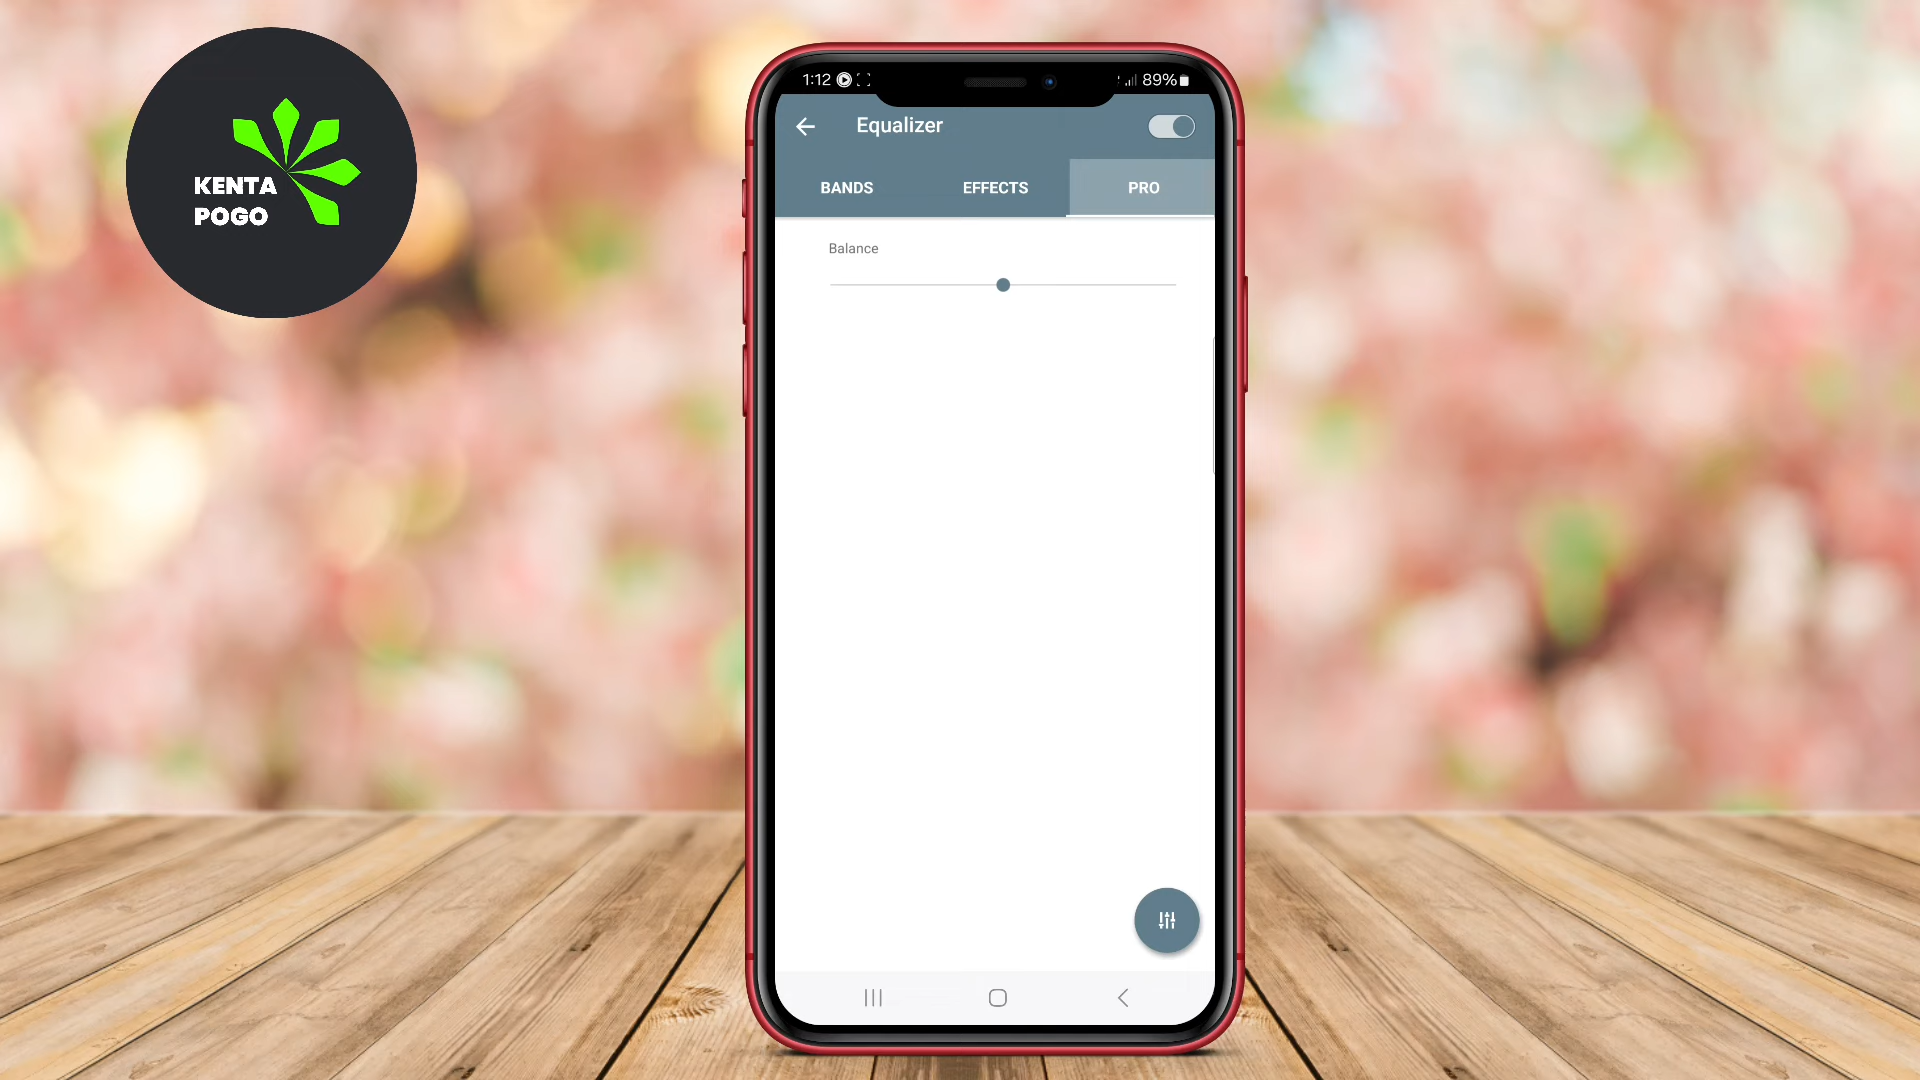 KENTA
POGO
1:12
89%
Equalizer
BANDS
EFFECTS
PRO
Balance